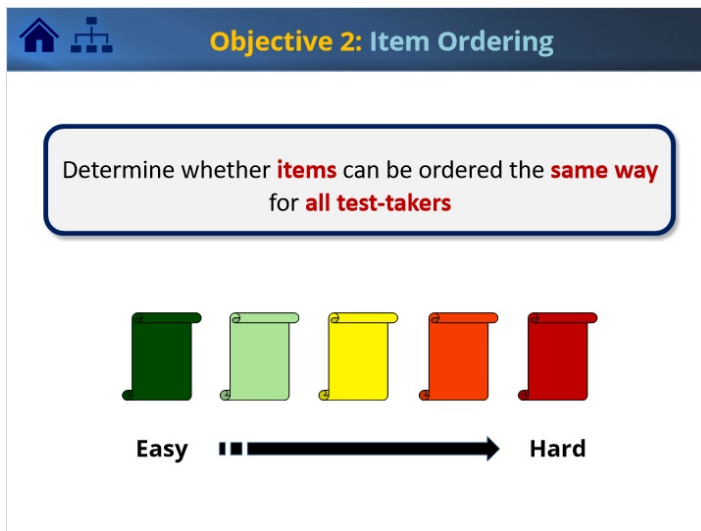 Objective 2: Item Ordering
Determine whether items can be ordered the same way
for all test-takers
Easy
Hard